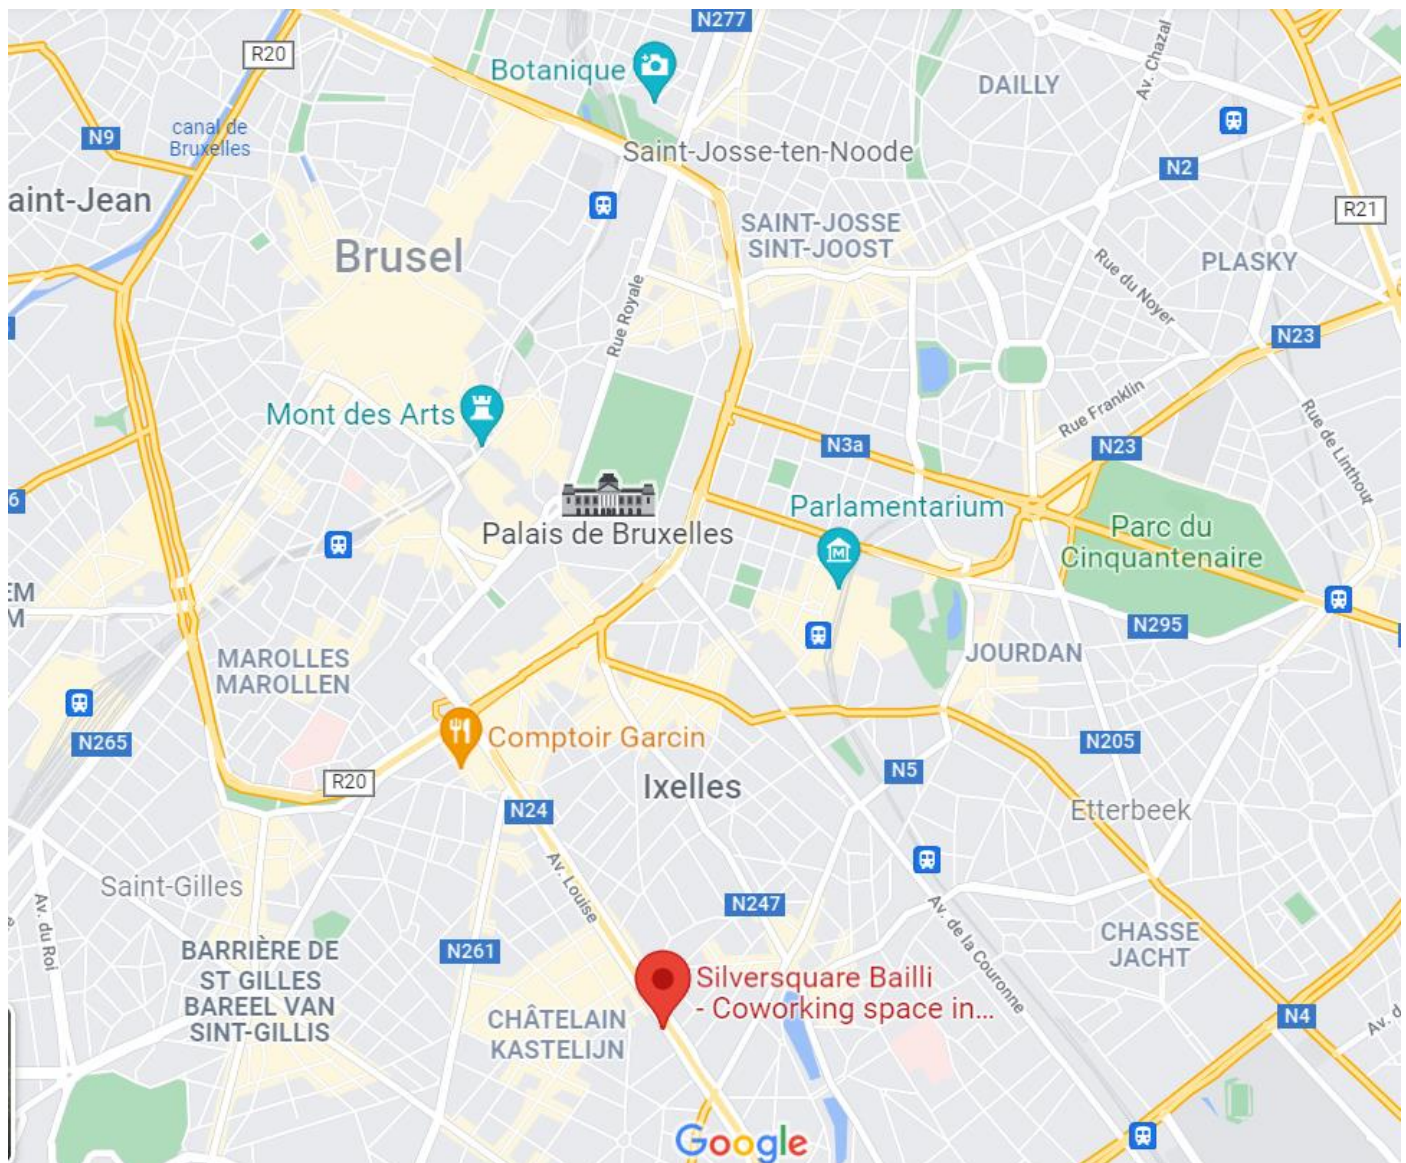 N277
R20
Botanique
DAILLY
Av. Chazal
canal de
Bruxelles
N9
Saint-Josse-ten-Noode
N2
aint-Jean
R21
SAINT-JOSSE
SINT-JOOST
Brusel
PLASKY
Rue du Noyer
Rue Royale
N23
Mont des Arts
Rue Franklin
Rue de Linthout
N3a
N23
6
Parlamentarium
Palais de Bruxelles
Parc du
Cinquantenaire
EM
M
N295
MAROLLES
MAROLLEN
JOURDAN
N265
Comptoir Garcin
N205
R20
Ixelles
N5
N24
Etterbeek
Av. Louise
Saint-Gilles
N247
Av. du Roi
Av. de la Couronne
BARRIÈRE DE
ST GILLES
BAREEL VAN
SINT-GILLIS
N261
CHASSE
JACHT
Silversquare Bailli
- Coworking space in...
CHÂTELAIN
KASTELIJN
N4
Av. d
Google